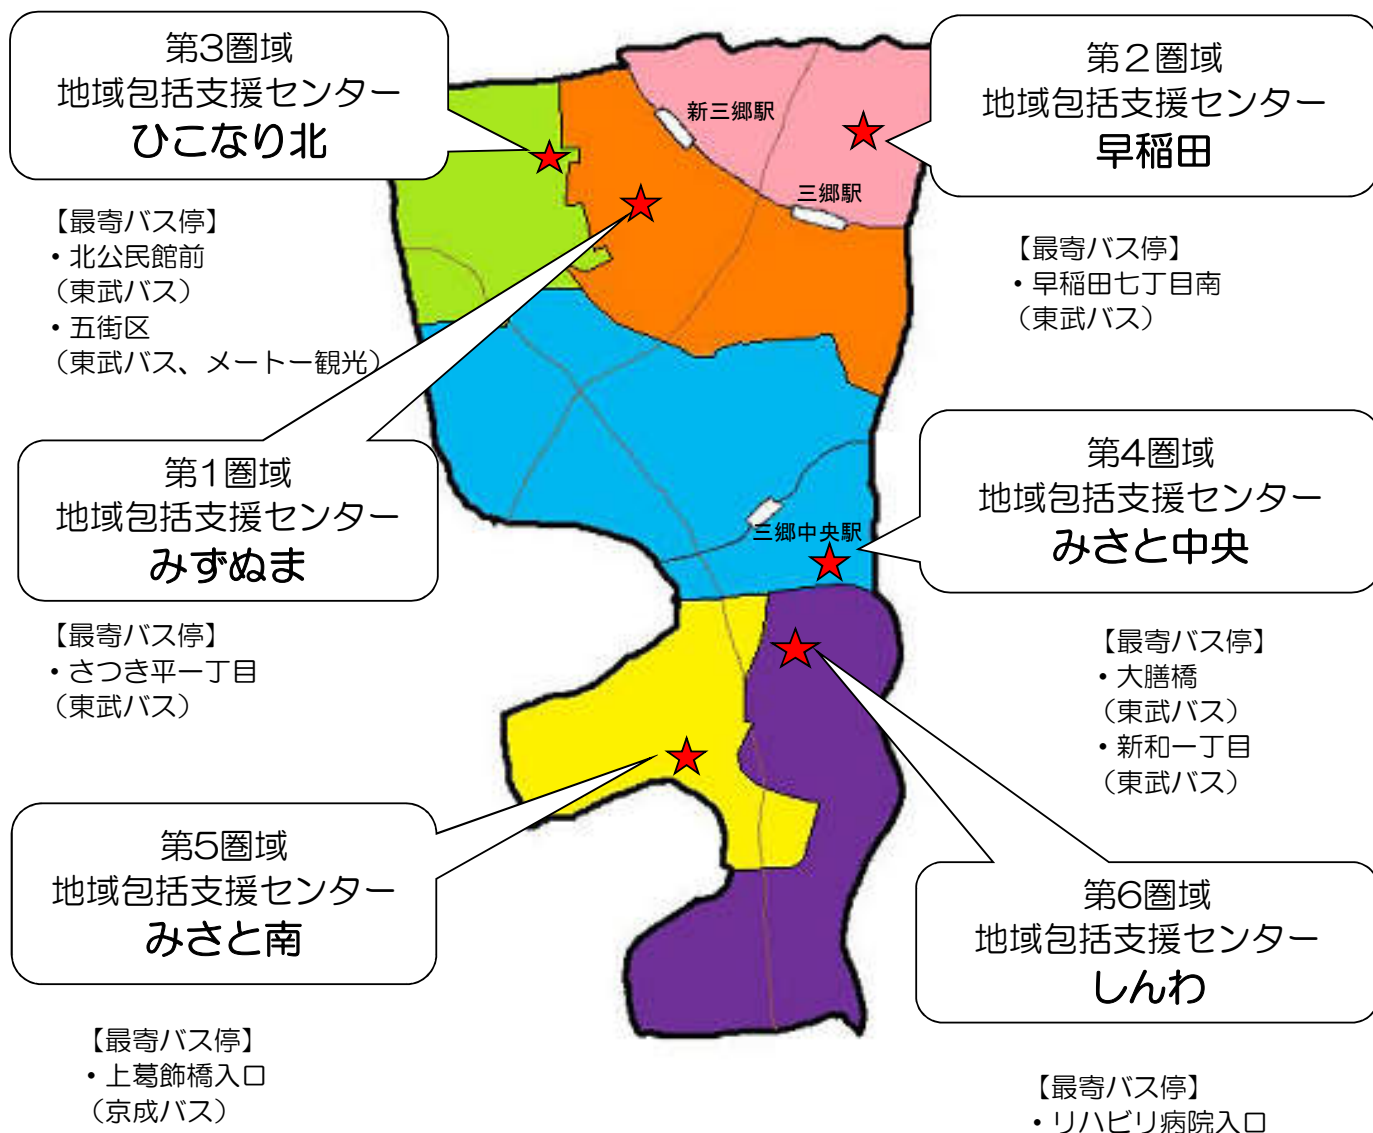 第3圏域
地域包括支援センター
ひこなり北
【最寄バス停】
・北公民館前
（東武バス）
・五街区
（東武バス、メートー観光）
第２圏域
地域包括支援センター
早稲田
【最寄バス停】
・早稲田七丁目南
（東武バス）
新三郷駅
三郷駅
第1圏域
地域包括支援センター
みずぬま
【最寄バス停】
・さつき平一丁目
（東武バス）
第4圏域
地域包括支援センター
みさと中央
三郷中央駅
【最寄バス停】
・大膳橋
（東武バス）
・新和一丁目
（東武バス）
第5圏域
地域包括支援センター
みさと南
【最寄バス停】
・上葛飾橋入口
（京成バス）
第6圏域
地域包括支援センター
しんわ
【最寄バス停】
・リハビリ病院入口